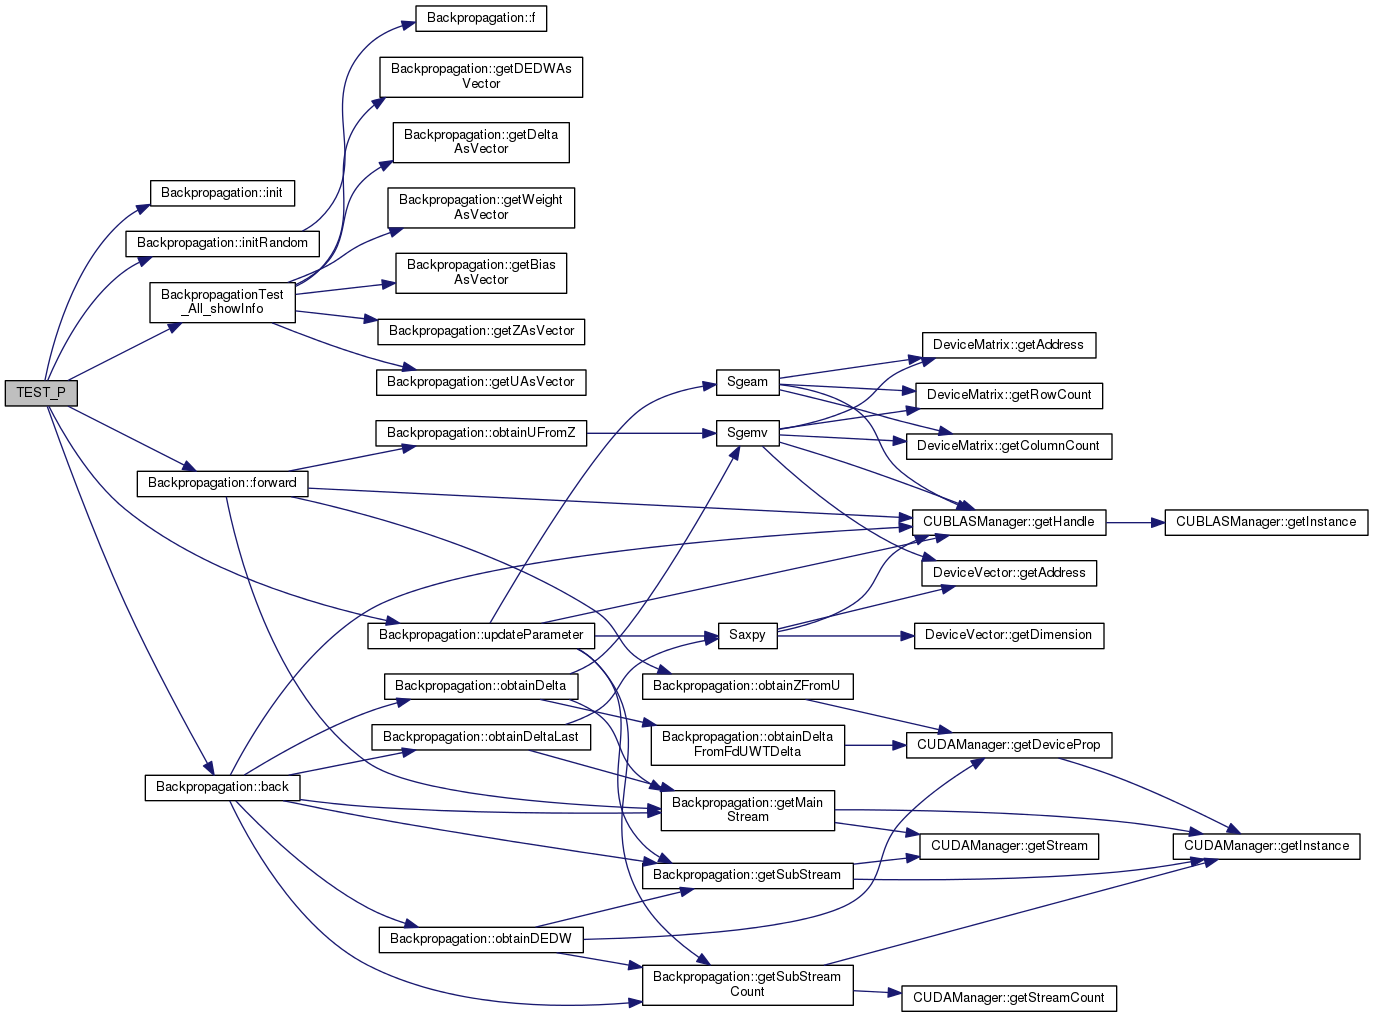 Backpropagation::f
Backpropagation::getDEDWAs
Vector
Backpropagation::getDelta
AsVector
Backpropagation::init
Backpropagation::getWeight
AsVector
Backpropagation::initRandom
Backpropagation::getBias
AsVector
BackpropagationTest
_All_showInfo
Backpropagation::getZAsVector
Backpropagation::getUAsVector
TEST_P
Sgeam
DeviceMatrix::getAddress
DeviceMatrix::getRowCount
Backpropagation::obtainUFromZ
Sgemv
DeviceMatrix::getColumnCount
Backpropagation::forward
CUBLASManager::getHandle
CUBLASManager::getInstance
DeviceVector::getAddress
Backpropagation::updateParameter
Saxpy
DeviceVector::getDimension
Backpropagation::obtainDelta
Backpropagation::obtainZFromU
Backpropagation::obtainDeltaLast
Backpropagation::obtainDelta
FromFdUWTDelta
CUDAManager::getDeviceProp
Backpropagation::back
Backpropagation::getMain
Stream
CUDAManager::getStream
CUDAManager::getInstance
Backpropagation::getSubStream
Backpropagation::obtainDEDW
Backpropagation::getSubStream
Count
CUDAManager::getStreamCount